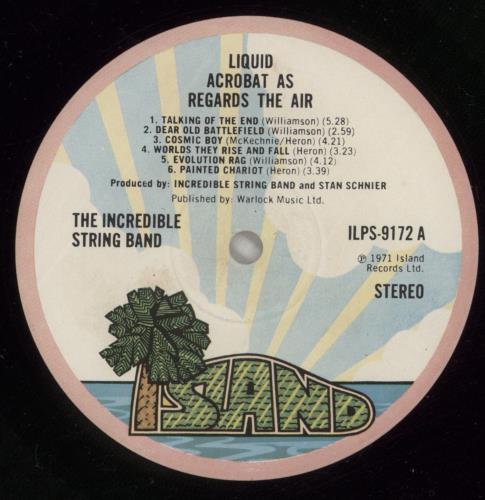 LIQUID
ACROBAT AS
REGARDS THE AIR
1. TALKING OF THE END (Williamson) (5.28)
2. DEAR OLD BATTLEFIELD (Williamson) (2.59)
3. COSMIC BOY (McKechnie/Heron) (4.21)
4. WORLDS THEY RISE AND FALL (Heron) (3.23)
5. EVOLUTION RAG (Williamson) (4.12)
6. PAINTED CHARIOT (Heron) (3.39)
Produced by: INCREDIBLE STRING BAND and STAN SCHNIER
Published by: Warlock Music Ltd.
THE INCREDIBLE
STRING BAND
ILPS-9172 A
℗ 1971 Island
Records Ltd.
STEREO
ISLAND